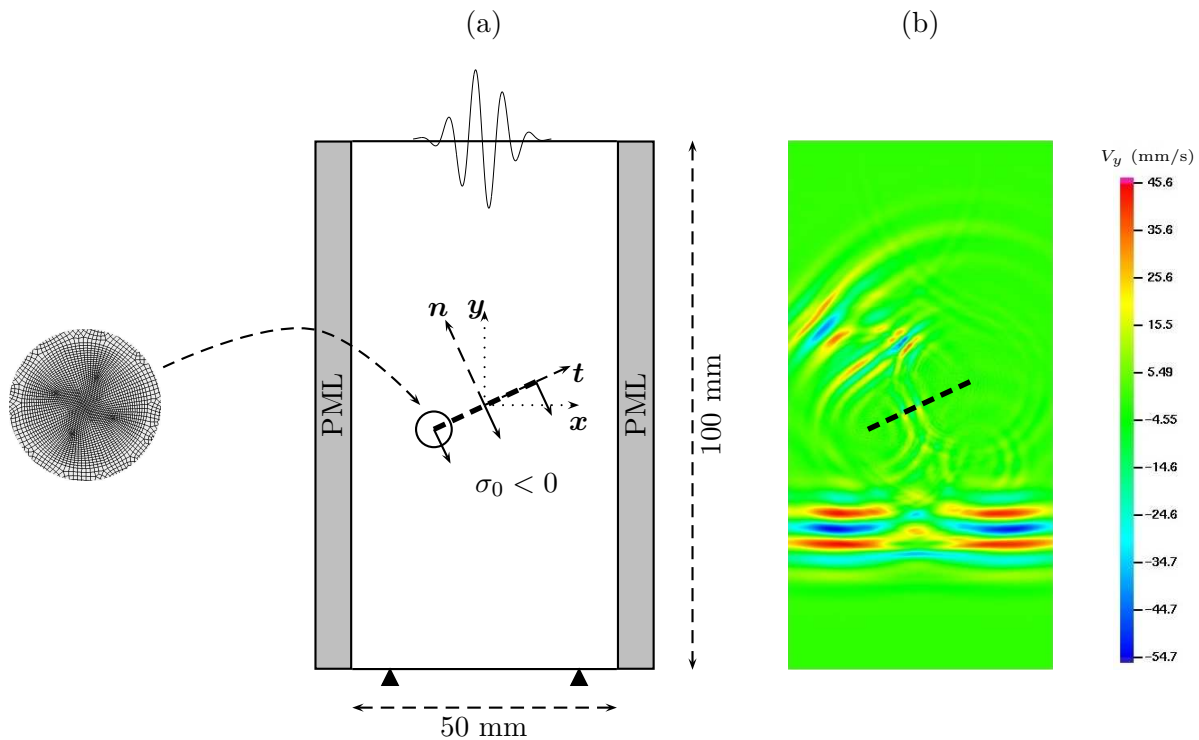 (a)
(b)
PML
PML
n
y
t
x
σ₀ < 0
100 mm
50 mm
V_y (mm/s)
45.6
35.6
25.6
15.5
5.49
-4.55
-14.6
-24.6
-34.7
-44.7
-54.7